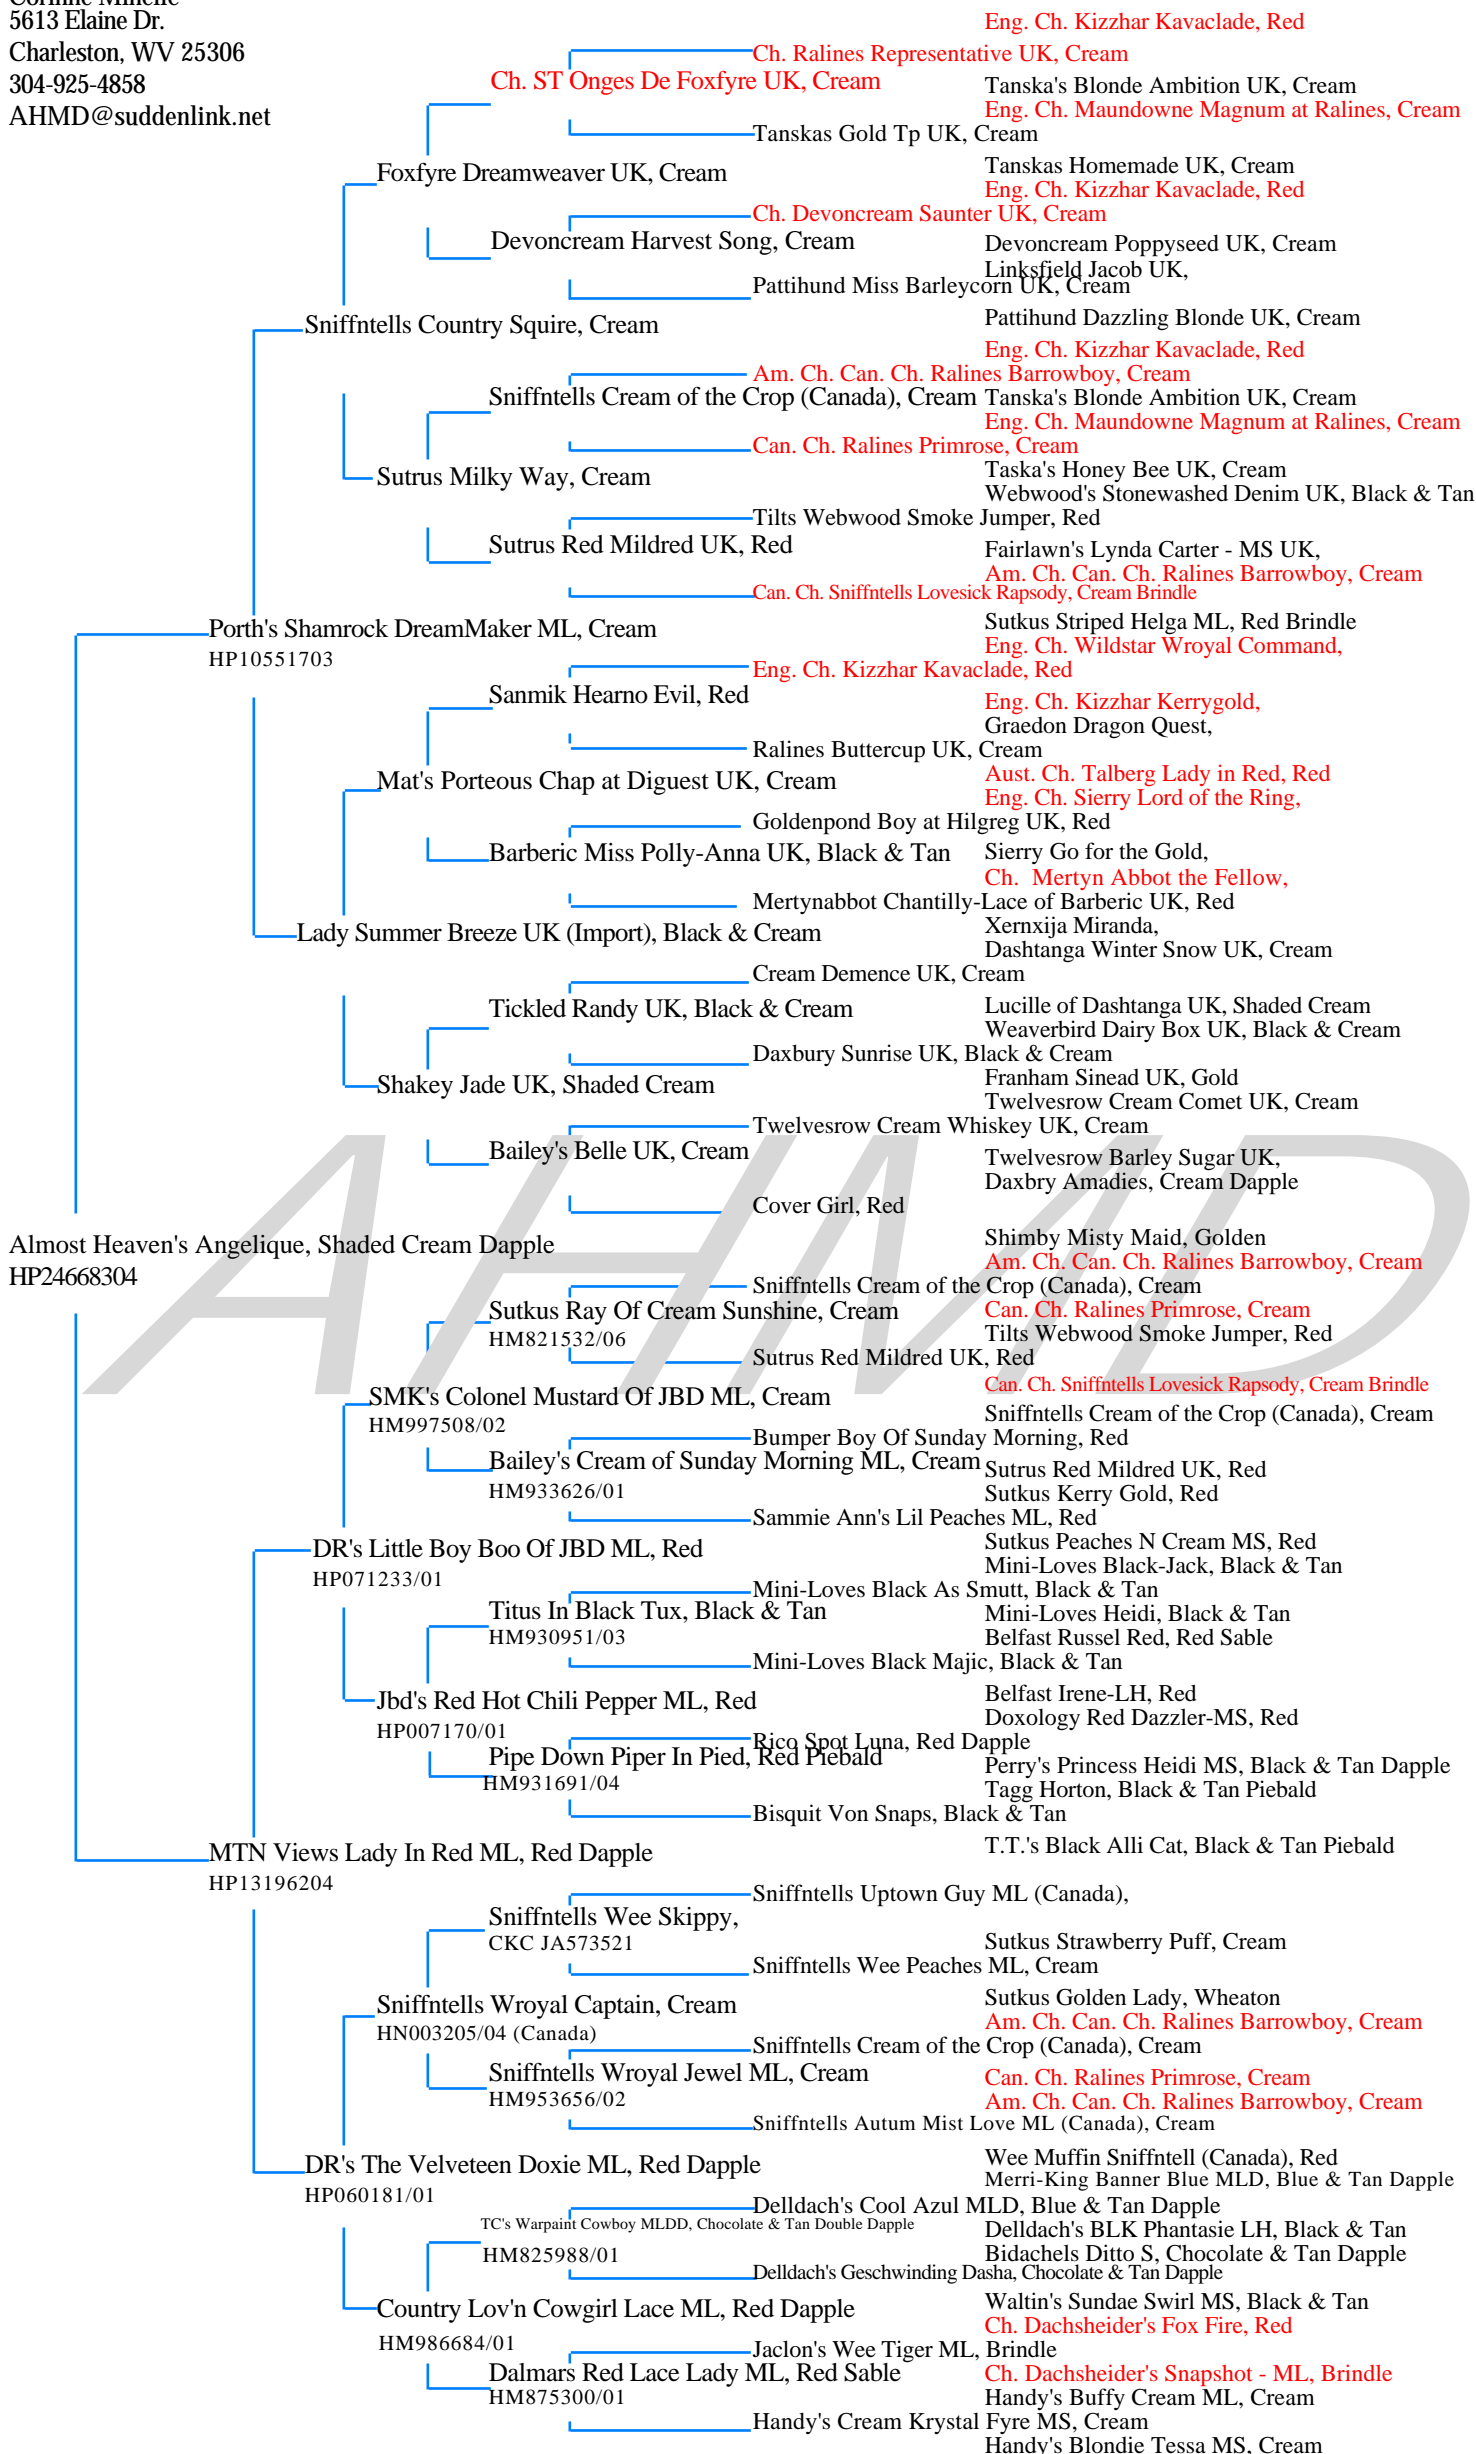 Corinne Minelle
5613 Elaine Dr.
Charleston, WV 25306
304-925-4858
AHMD@suddenlink.net
Eng. Ch. Kizzhar Kavaclade, Red
Ch. Ralines Representative UK, Cream
Ch. ST Onges De Foxfyre UK, Cream
Tanska's Blonde Ambition UK, Cream
Eng. Ch. Maundowne Magnum at Ralines, Cream
Tanskas Gold Tp UK, Cream
Foxfyre Dreamweaver UK, Cream
Tanskas Homemade UK, Cream
Eng. Ch. Kizzhar Kavaclade, Red
Ch. Devoncream Saunter UK, Cream
Devoncream Harvest Song, Cream
Devoncream Poppyseed UK, Cream
Linksfield Jacob UK,
Pattihund Miss Barleycorn UK, Cream
Sniffntells Country Squire, Cream
Pattihund Dazzling Blonde UK, Cream
Eng. Ch. Kizzhar Kavaclade, Red
Am. Ch. Can. Ch. Ralines Barrowboy, Cream
Sniffntells Cream of the Crop (Canada), Cream
Tanska's Blonde Ambition UK, Cream
Eng. Ch. Maundowne Magnum at Ralines, Cream
Can. Ch. Ralines Primrose, Cream
Sutrus Milky Way, Cream
Taska's Honey Bee UK, Cream
Webwood's Stonewashed Denim UK, Black & Tan
Tilts Webwood Smoke Jumper, Red
Sutrus Red Mildred UK, Red
Fairlawn's Lynda Carter - MS UK,
Am. Ch. Can. Ch. Ralines Barrowboy, Cream
Can. Ch. Sniffntells Lovesick Rapsody, Cream Brindle
Porth's Shamrock DreamMaker ML, Cream
HP10551703
Sutkus Striped Helga ML, Red Brindle
Eng. Ch. Wildstar Wroyal Command,
Eng. Ch. Kizzhar Kavaclade, Red
Sanmik Hearno Evil, Red
Eng. Ch. Kizzhar Kerrygold,
Graedon Dragon Quest,
Ralines Buttercup UK, Cream
Mat's Porteous Chap at Diguest UK, Cream
Aust. Ch. Talberg Lady in Red, Red
Eng. Ch. Sierry Lord of the Ring,
Goldenpond Boy at Hilgreg UK, Red
Barberic Miss Polly-Anna UK, Black & Tan
Sierry Go for the Gold,
Ch. Mertyn Abbot the Fellow,
Mertynabbot Chantilly-Lace of Barberic UK, Red
Lady Summer Breeze UK (Import), Black & Cream
Xernxija Miranda,
Dashtanga Winter Snow UK, Cream
Cream Demence UK, Cream
Tickled Randy UK, Black & Cream
Lucille of Dashtanga UK, Shaded Cream
Weaverbird Dairy Box UK, Black & Cream
Daxbury Sunrise UK, Black & Cream
Shakey Jade UK, Shaded Cream
Franham Sinead UK, Gold
Twelvesrow Cream Comet UK, Cream
Twelvesrow Cream Whiskey UK, Cream
Bailey's Belle UK, Cream
Twelvesrow Barley Sugar UK,
Daxbry Amadies, Cream Dapple
Cover Girl, Red
AHMD
Almost Heaven's Angelique, Shaded Cream Dapple
HP24668304
Shimby Misty Maid, Golden
Am. Ch. Can. Ch. Ralines Barrowboy, Cream
Sniffntells Cream of the Crop (Canada), Cream
Sutkus Ray Of Cream Sunshine, Cream
HM821532/06
Can. Ch. Ralines Primrose, Cream
Tilts Webwood Smoke Jumper, Red
Sutrus Red Mildred UK, Red
SMK's Colonel Mustard Of JBD ML, Cream
HM997508/02
Can. Ch. Sniffntells Lovesick Rapsody, Cream Brindle
Sniffntells Cream of the Crop (Canada), Cream
Bumper Boy Of Sunday Morning, Red
Bailey's Cream of Sunday Morning ML, Cream
HM933626/01
Sutrus Red Mildred UK, Red
Sutkus Kerry Gold, Red
Sammie Ann's Lil Peaches ML, Red
DR's Little Boy Boo Of JBD ML, Red
HP071233/01
Sutkus Peaches N Cream MS, Red
Mini-Loves Black-Jack, Black & Tan
Mini-Loves Black As Smutt, Black & Tan
Titus In Black Tux, Black & Tan
HM930951/03
Mini-Loves Heidi, Black & Tan
Belfast Russel Red, Red Sable
Mini-Loves Black Majic, Black & Tan
Jbd's Red Hot Chili Pepper ML, Red
HP007170/01
Belfast Irene-LH, Red
Doxology Red Dazzler-MS, Red
Rico Spot Luna, Red Dapple
Pipe Down Piper In Pied, Red Piebald
HM931691/04
Perry's Princess Heidi MS, Black & Tan Dapple
Tagg Horton, Black & Tan Piebald
Bisquit Von Snaps, Black & Tan
MTN Views Lady In Red ML, Red Dapple
HP13196204
T.T.'s Black Alli Cat, Black & Tan Piebald
Sniffntells Uptown Guy ML (Canada),
Sniffntells Wee Skippy,
CKC JA573521
Sutkus Strawberry Puff, Cream
Sniffntells Wee Peaches ML, Cream
Sniffntells Wroyal Captain, Cream
HN003205/04 (Canada)
Sutkus Golden Lady, Wheaton
Am. Ch. Can. Ch. Ralines Barrowboy, Cream
Sniffntells Cream of the Crop (Canada), Cream
Sniffntells Wroyal Jewel ML, Cream
HM953656/02
Can. Ch. Ralines Primrose, Cream
Am. Ch. Can. Ch. Ralines Barrowboy, Cream
Sniffntells Autum Mist Love ML (Canada), Cream
DR's The Velveteen Doxie ML, Red Dapple
HP060181/01
Wee Muffin Sniffntell (Canada), Red
Merri-King Banner Blue MLD, Blue & Tan Dapple
Delldach's Cool Azul MLD, Blue & Tan Dapple
TC's Warpaint Cowboy MLDD, Chocolate & Tan Double Dapple
HM825988/01
Delldach's BLK Phantasie LH, Black & Tan
Bidachels Ditto S, Chocolate & Tan Dapple
Delldach's Geschwinding Dasha, Chocolate & Tan Dapple
Country Lov'n Cowgirl Lace ML, Red Dapple
HM986684/01
Waltin's Sundae Swirl MS, Black & Tan
Ch. Dachsheider's Fox Fire, Red
Jaclon's Wee Tiger ML, Brindle
Dalmars Red Lace Lady ML, Red Sable
HM875300/01
Ch. Dachsheider's Snapshot - ML, Brindle
Handy's Buffy Cream ML, Cream
Handy's Cream Krystal Fyre MS, Cream
Handy's Blondie Tessa MS, Cream